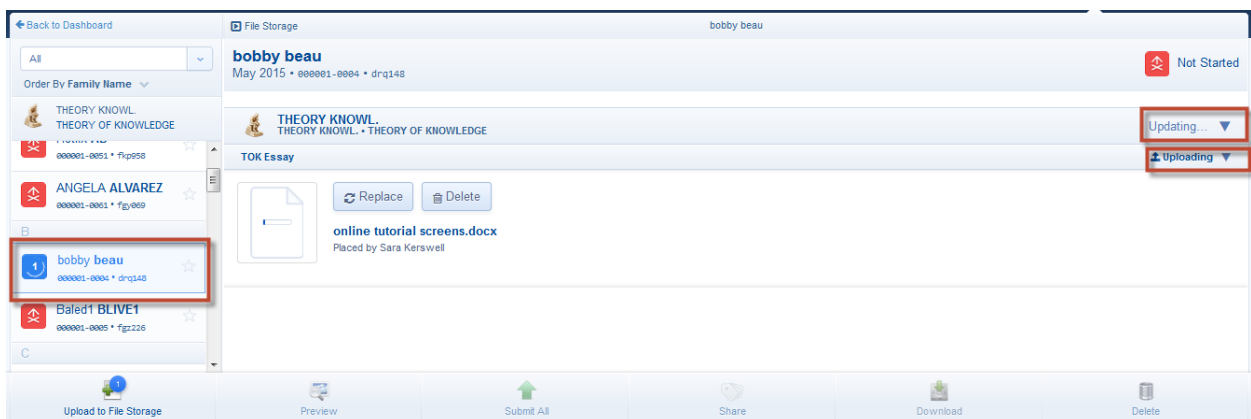 Back to Dashboard
File Storage
bobby beau
All
Order By Family Name
THEORY KNOWL.
THEORY OF KNOWLEDGE
000001-0051 • fkp958
ANGELA ALVAREZ
000001-0061 • fgy069
B
1
bobby beau
000001-0004 • drq148
Baled1 BLIVE1
000001-0005 • fgz226
C
bobby beau
May 2015 • 000001-0004 • drq148
Not Started
THEORY KNOWL.
THEORY KNOWL. • THEORY OF KNOWLEDGE
Updating...
TOK Essay
Uploading
Replace
Delete
online tutorial screens.docx
Placed by Sara Kerswell
1
Upload to File Storage
Preview
Submit All
Share
Download
Delete